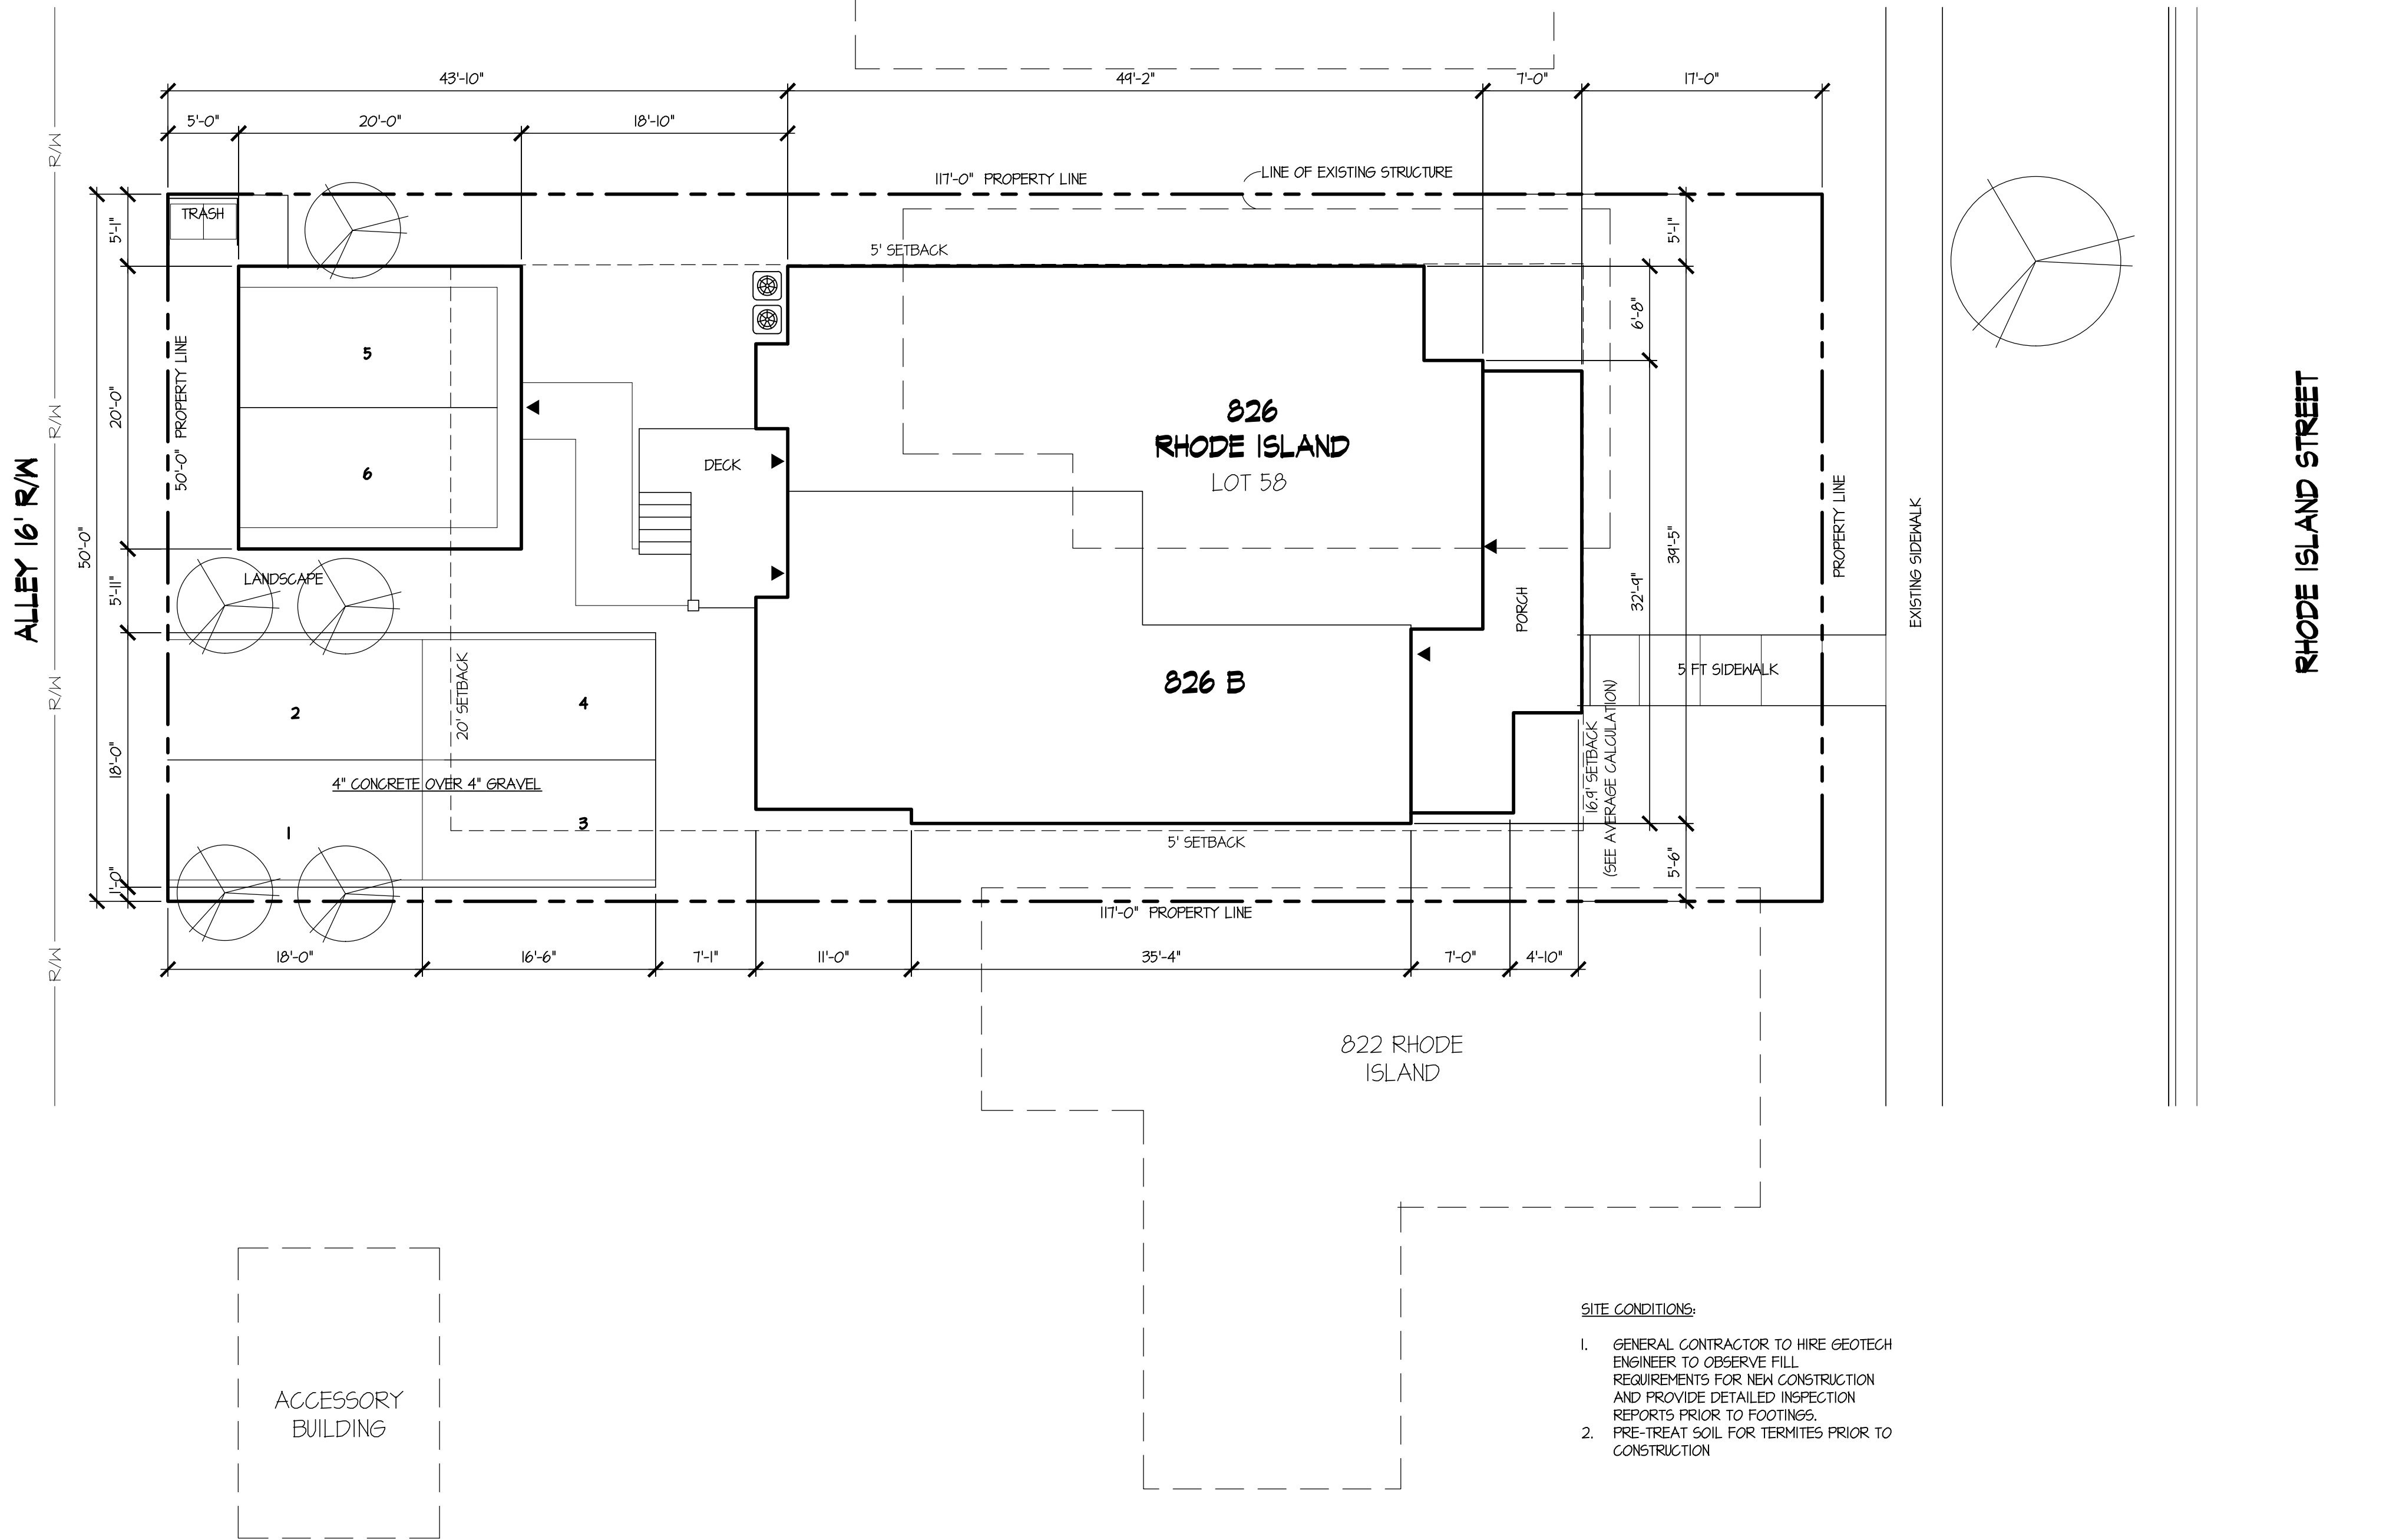 43'-10"
49'-2"
7'-0"
17'-0"
5'-0"
20'-0"
18'-10"
R/W
117'-0" PROPERTY LINE
LINE OF EXISTING STRUCTURE
TRASH
5'-1"
5' SETBACK
5'-1"
6'-8"
5
20'-0"
50'-0" PROPERTY LINE
R/W
826
RHODE ISLAND
LOT 58
DECK
6
ALLEY 16' R/W
50'-0"
PROPERTY LINE
EXISTING SIDEWALK
RHODE ISLAND STREET
39'-5"
32'-9"
5'-11"
LANDSCAPE
PORCH
5 FT SIDEWALK
826 B
R/W
20' SETBACK
2
4
18'-0"
4" CONCRETE OVER 4" GRAVEL
1
3
16.9' SETBACK
(SEE AVERAGE CALCULATION)
5' SETBACK
5'-6"
1'-0"
117'-0" PROPERTY LINE
R/W
18'-0"
16'-6"
7'-1"
11'-0"
35'-4"
7'-0"
4'-10"
822 RHODE
ISLAND
ACCESSORY
BUILDING
SITE CONDITIONS:
1. GENERAL CONTRACTOR TO HIRE GEOTECH
ENGINEER TO OBSERVE FILL
REQUIREMENTS FOR NEW CONSTRUCTION
AND PROVIDE DETAILED INSPECTION
REPORTS PRIOR TO FOOTINGS.
2. PRE-TREAT SOIL FOR TERMITES PRIOR TO
CONSTRUCTION